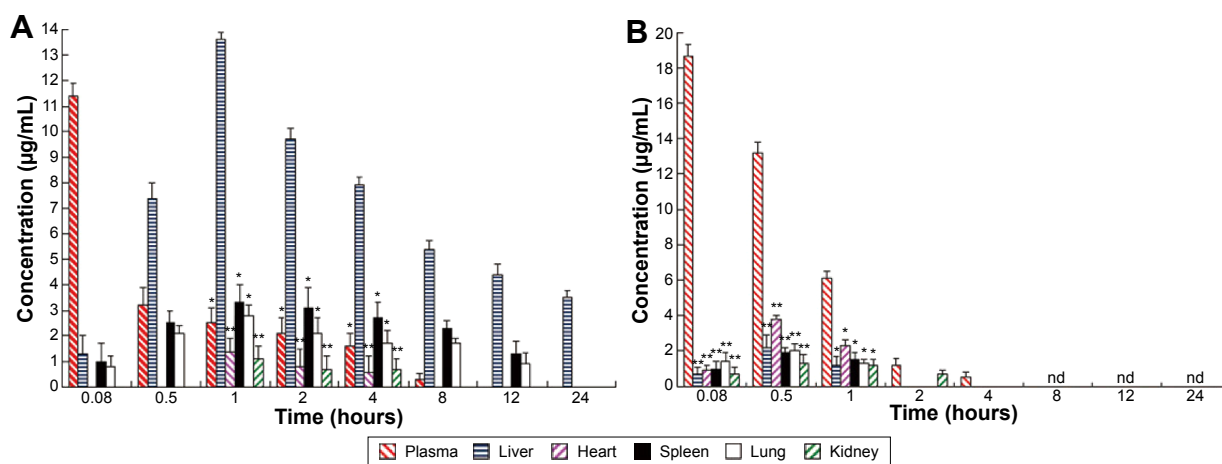 A
Concentration (µg/mL)
14
13
12
11
10
9
8
7
6
5
4
3
2
1
0
* ** * * **
* ** * * **
* ** * * **
0.08 0.5 1 2 4 8 12 24
Time (hours)
B
Concentration (µg/mL)
20
18
16
14
12
10
8
6
4
2
0
** ** ** ** **
** ** ** ** **
* * * * **
nd nd nd
0.08 0.5 1 2 4 8 12 24
Time (hours)
Plasma Liver Heart Spleen Lung Kidney